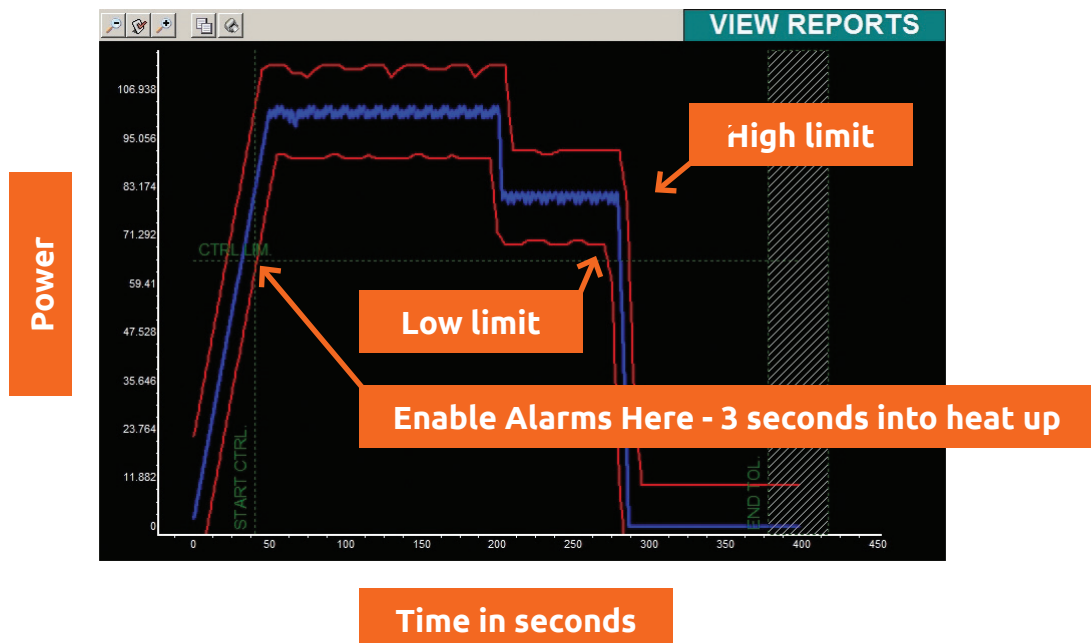 VIEW REPORTS
106.938
95.056
83.174
71.292
59.41
47.528
35.646
23.764
11.882
0
Power
High limit
CTRL LIM.
Low limit
Enable Alarms Here - 3 seconds into heat up
START CTRL.
END TOL.
0 50 100 150 200 250 300 350 400 450
Time in seconds